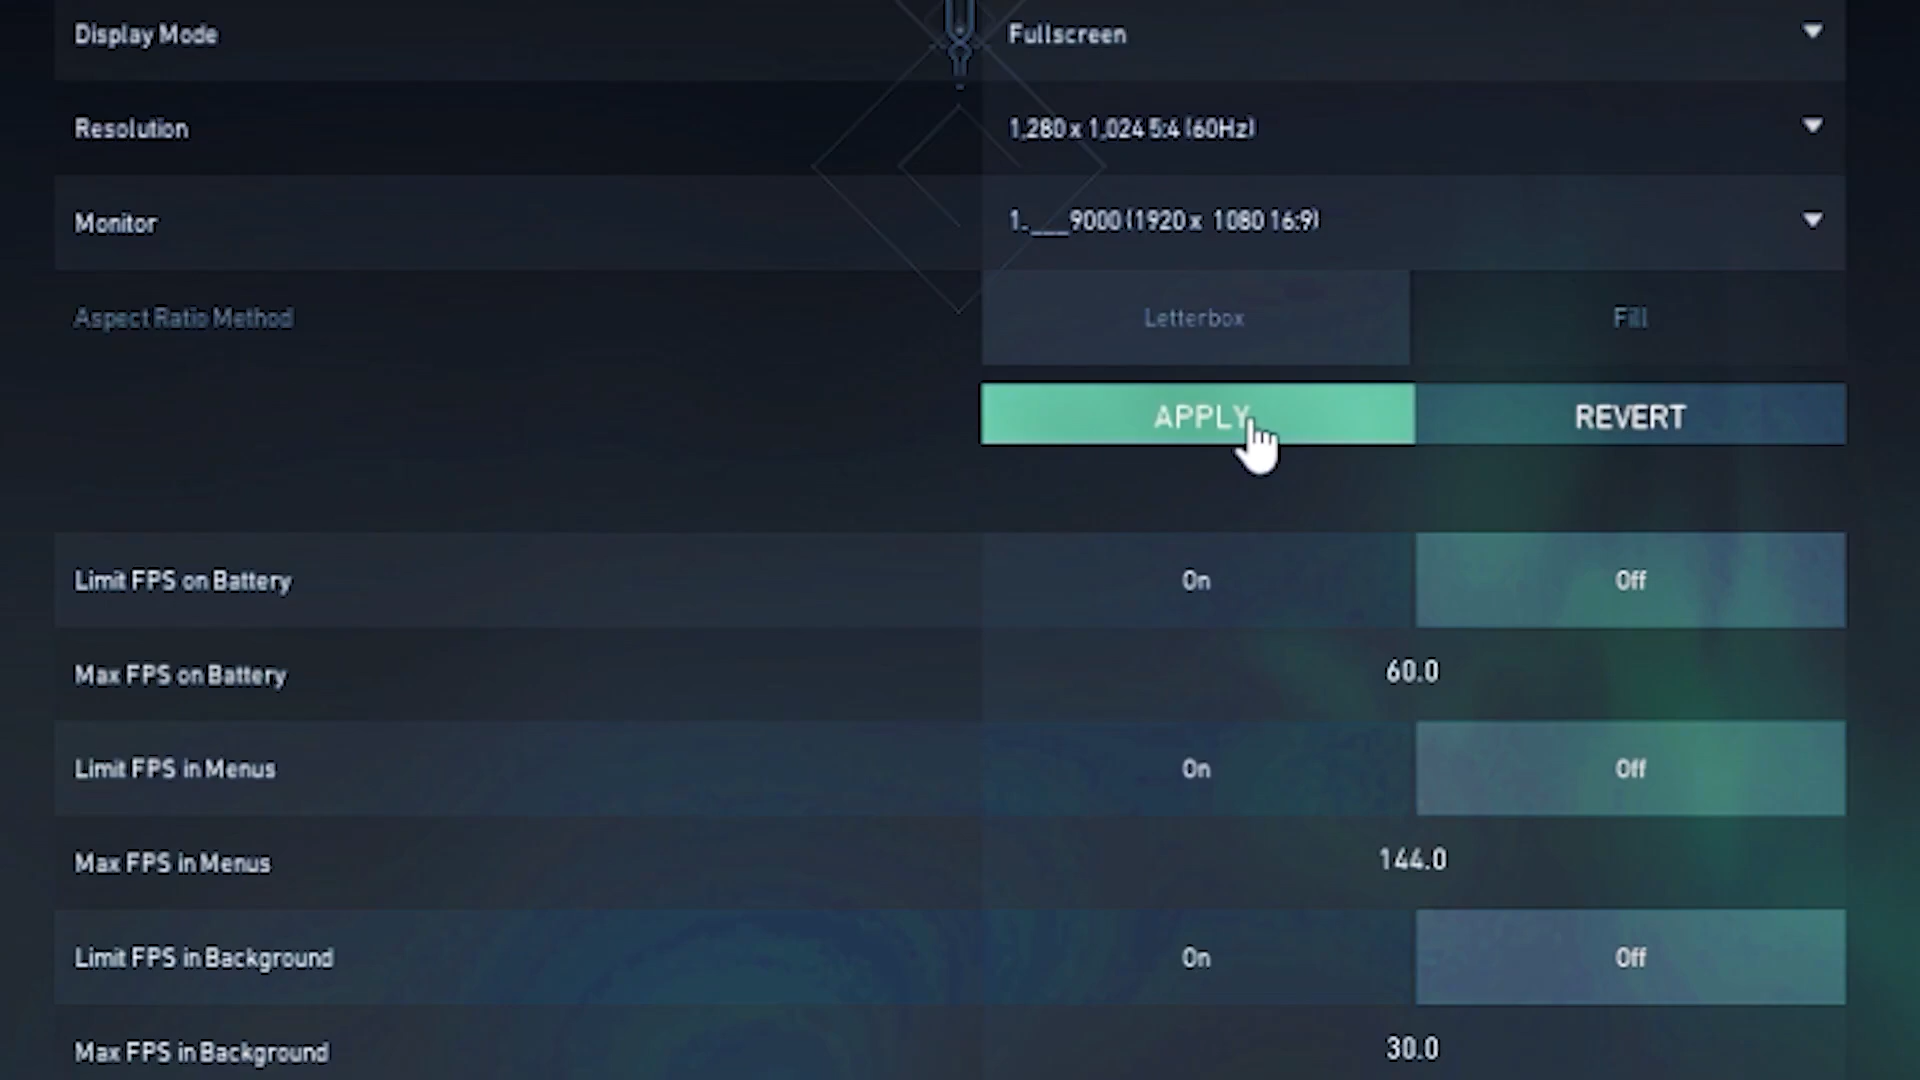 Display Mode Fullscreen
Resolution 1,280 x 1,024 5:4 (60Hz)
Monitor 1.___9000 (1920 x 1080 16:9)
Aspect Ratio Method Letterbox Fill
APPLY REVERT
Limit FPS on Battery On Off
Max FPS on Battery 60.0
Limit FPS in Menus On Off
Max FPS in Menus 144.0
Limit FPS in Background On Off
Max FPS in Background 30.0